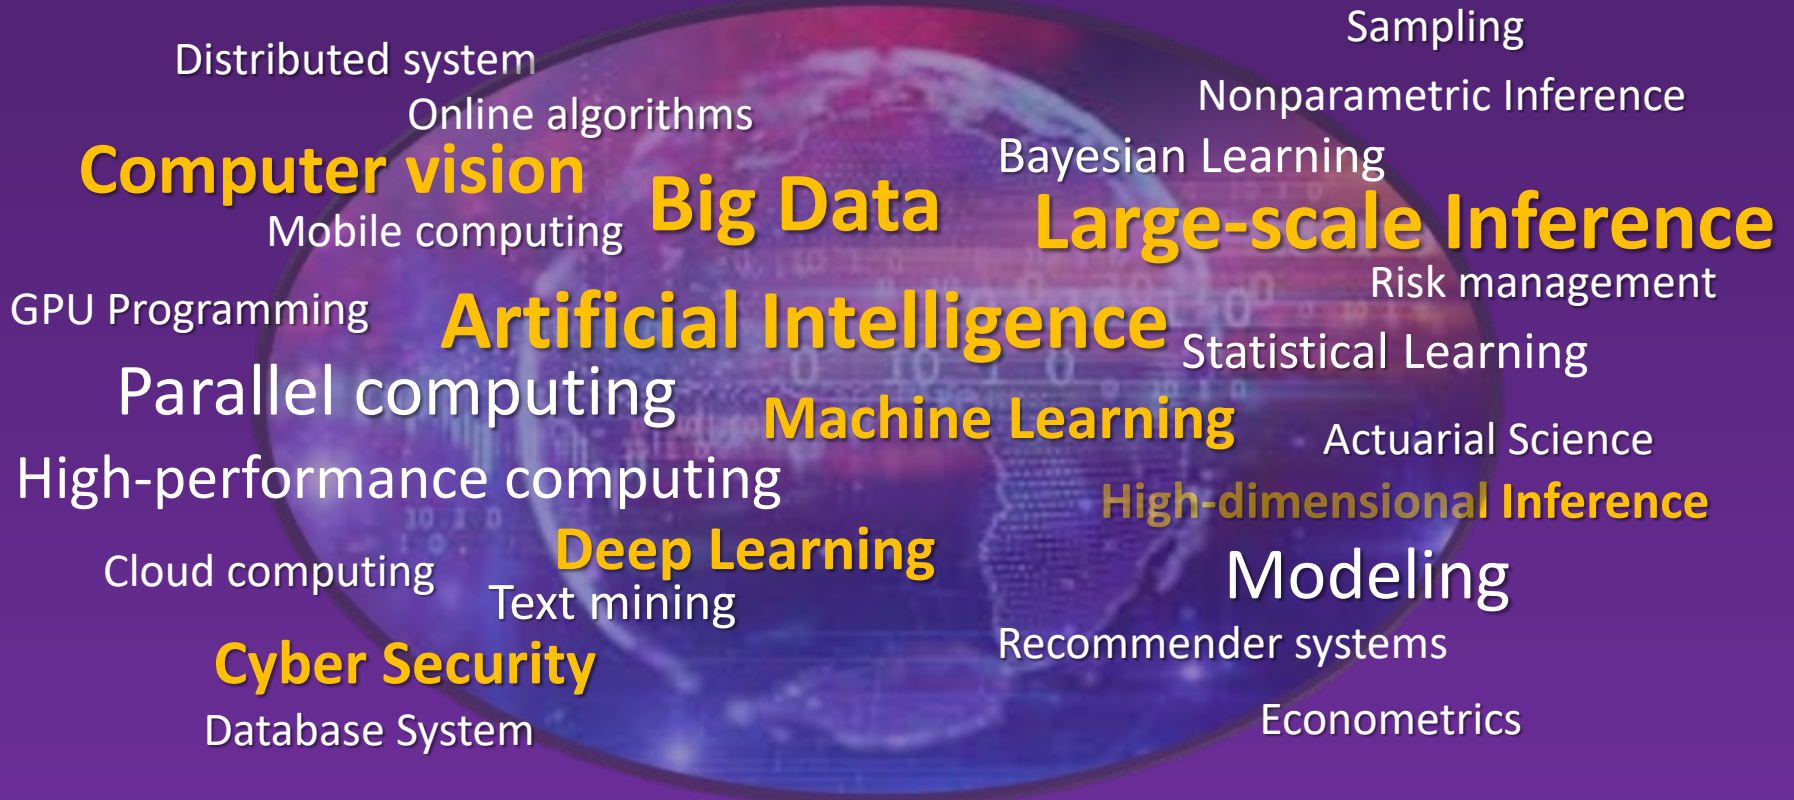 Sampling
Distributed system
Nonparametric Inference
Online algorithms
Bayesian Learning
Computer vision
Big Data
Large-scale Inference
Mobile computing
Risk management
GPU Programming
Artificial Intelligence
Statistical Learning
Parallel computing
Machine Learning
Actuarial Science
High-performance computing
High-dimensional Inference
Deep Learning
Cloud computing
Modeling
Text mining
Recommender systems
Cyber Security
Econometrics
Database System